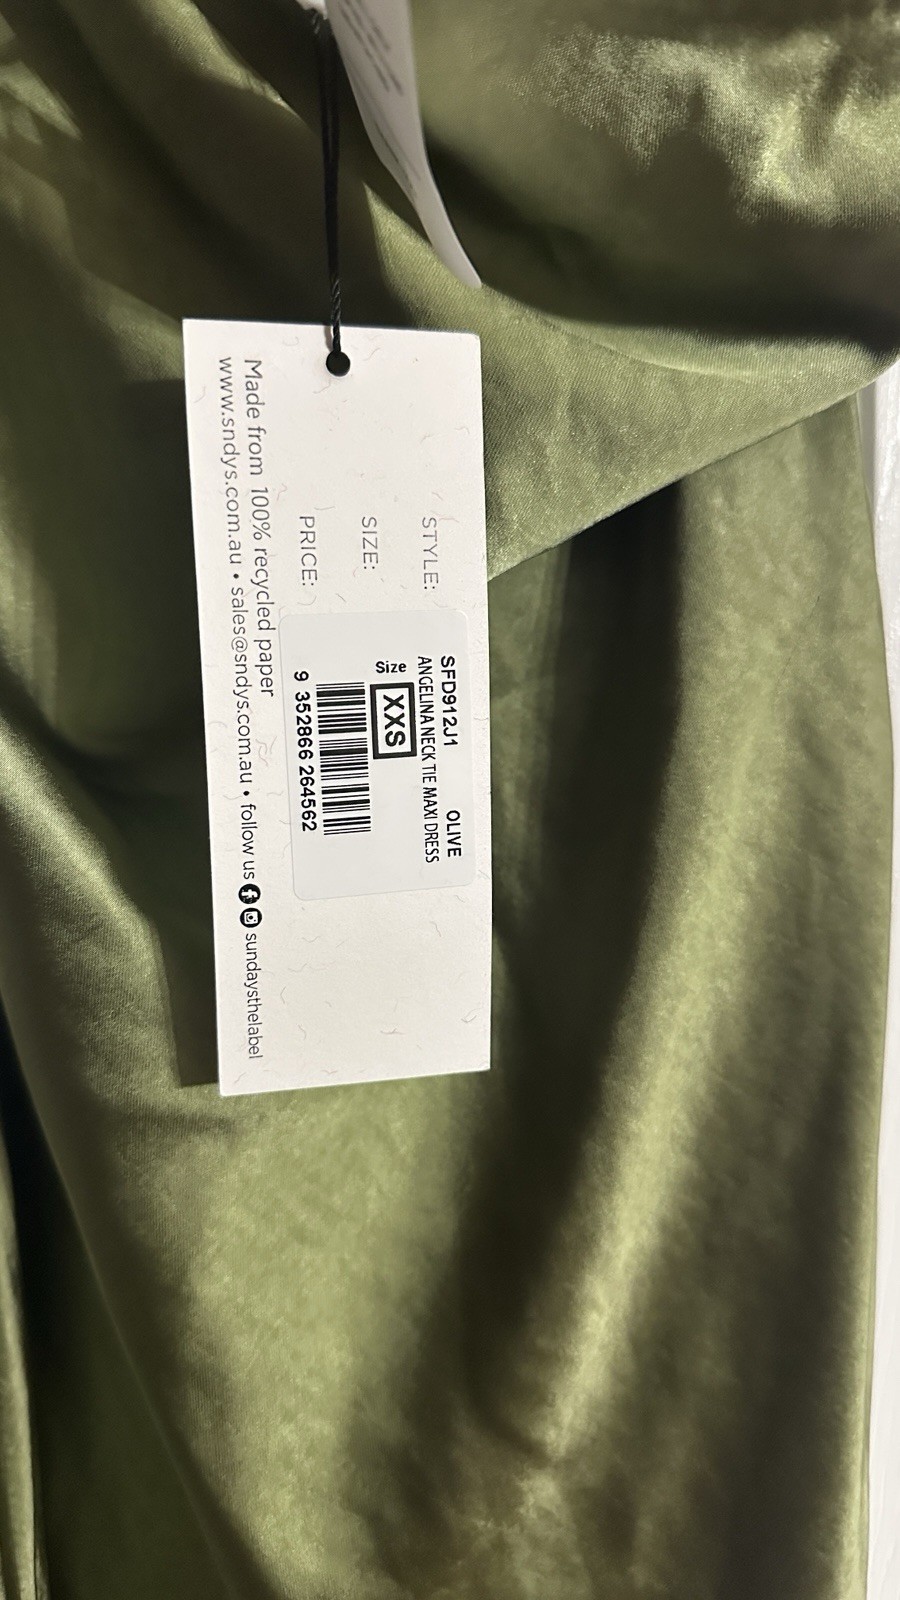 STYLE:
SFD912J1 OLIVE
ANGELINA NECK TIE MAXI DRESS
SIZE:
Size XXS
PRICE:
9 352866 264562
Made from 100% recycled paper
www.sndys.com.au • sales@sndys.com.au • follow us sundaysthelabel